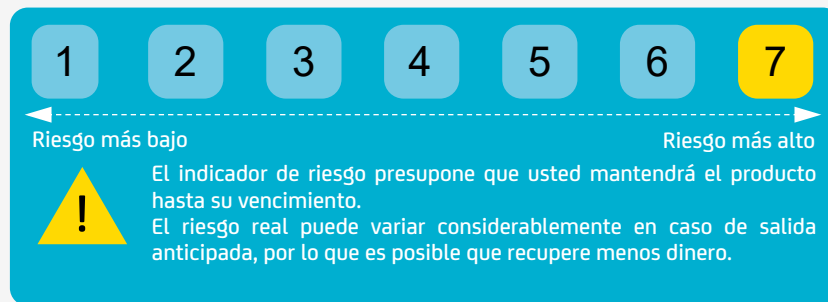 1 2 3 4 5 6 7
Riesgo más bajo Riesgo más alto
!
El indicador de riesgo presupone que usted mantendrá el producto
hasta su vencimiento.
El riesgo real puede variar considerablemente en caso de salida
anticipada, por lo que es posible que recupere menos dinero.